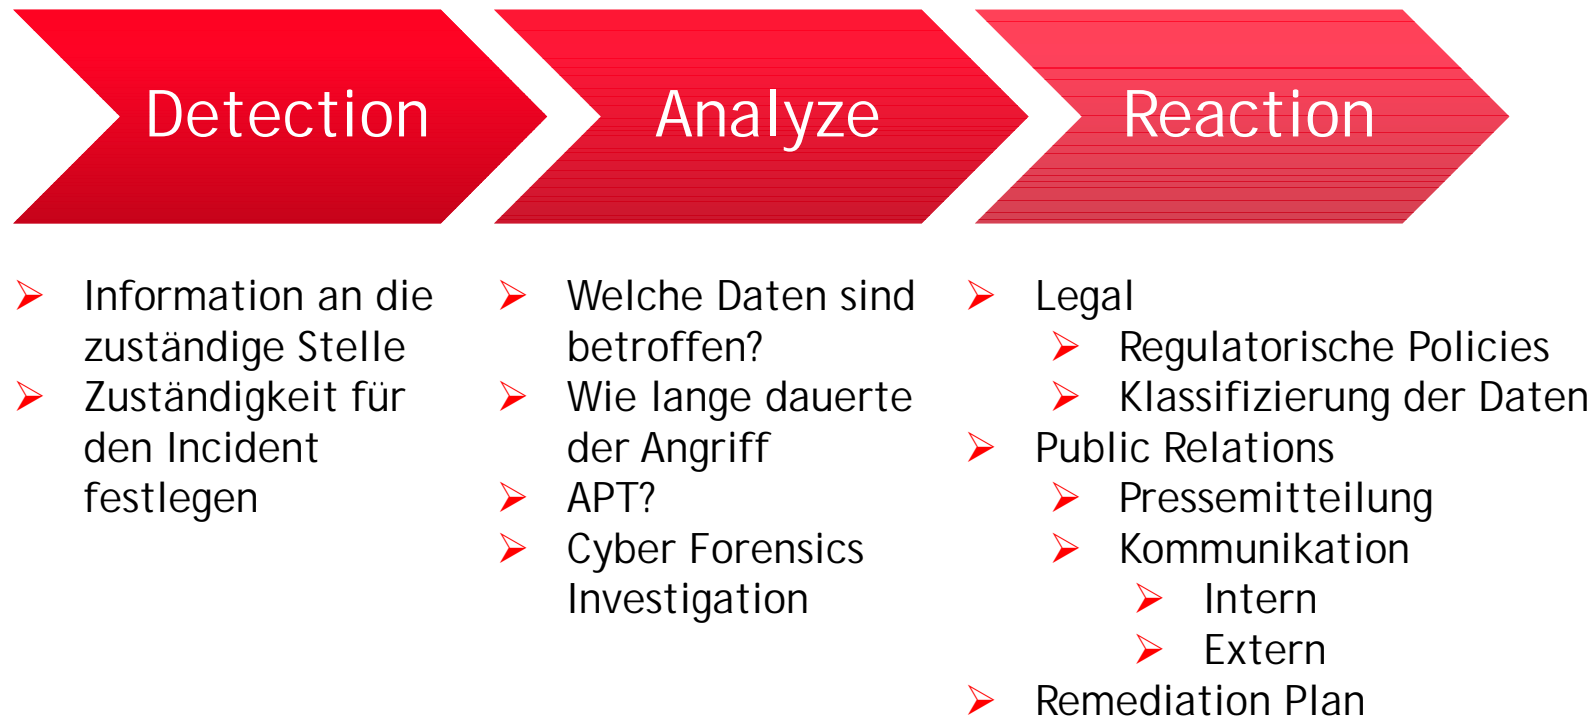 Detection
Analyze
Reaction
Information an die
zuständige Stelle
Zuständigkeit für
den Incident
festlegen
Welche Daten sind
betroffen?
Wie lange dauerte
der Angriff
APT?
Cyber Forensics
Investigation
Legal
Regulatorische Policies
Klassifizierung der Daten
Public Relations
Pressemitteilung
Kommunikation
Intern
Extern
Remediation Plan